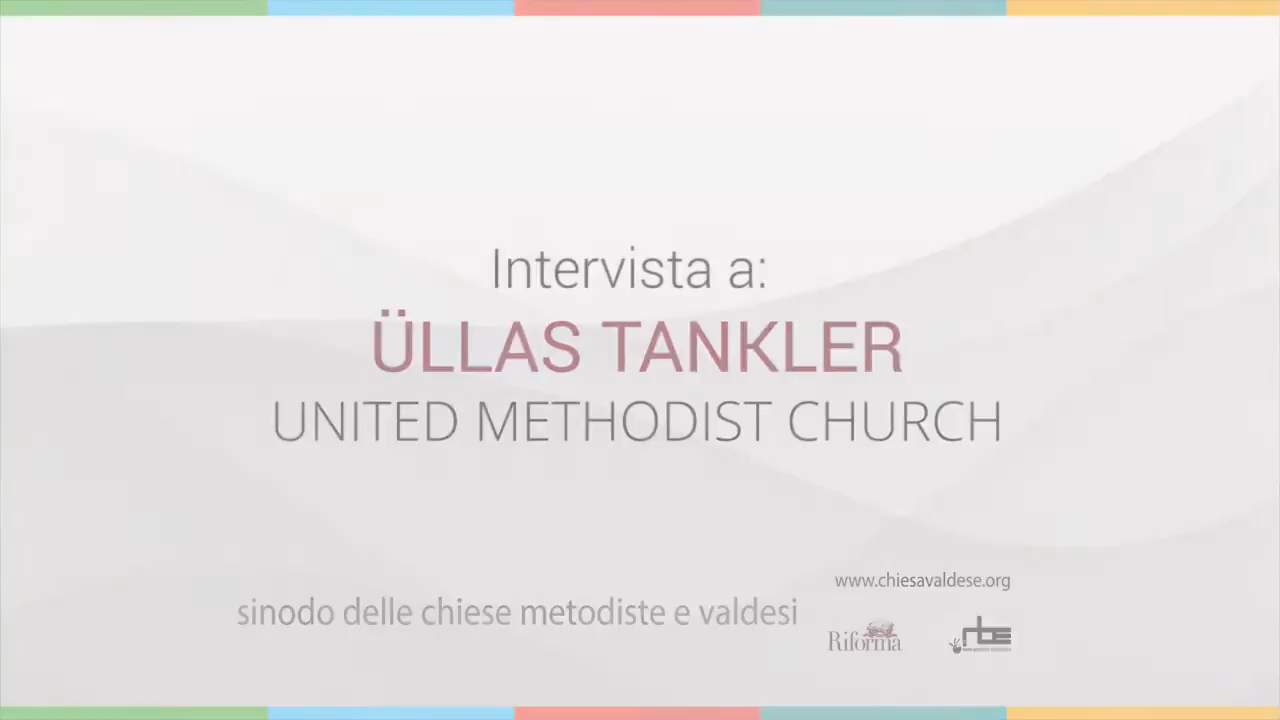 Intervista a:
ÜLLAS TANKLER
UNITED METHODIST CHURCH
www.chiesavaldese.org
sinodo delle chiese metodiste e valdesi
Riforma
rbe